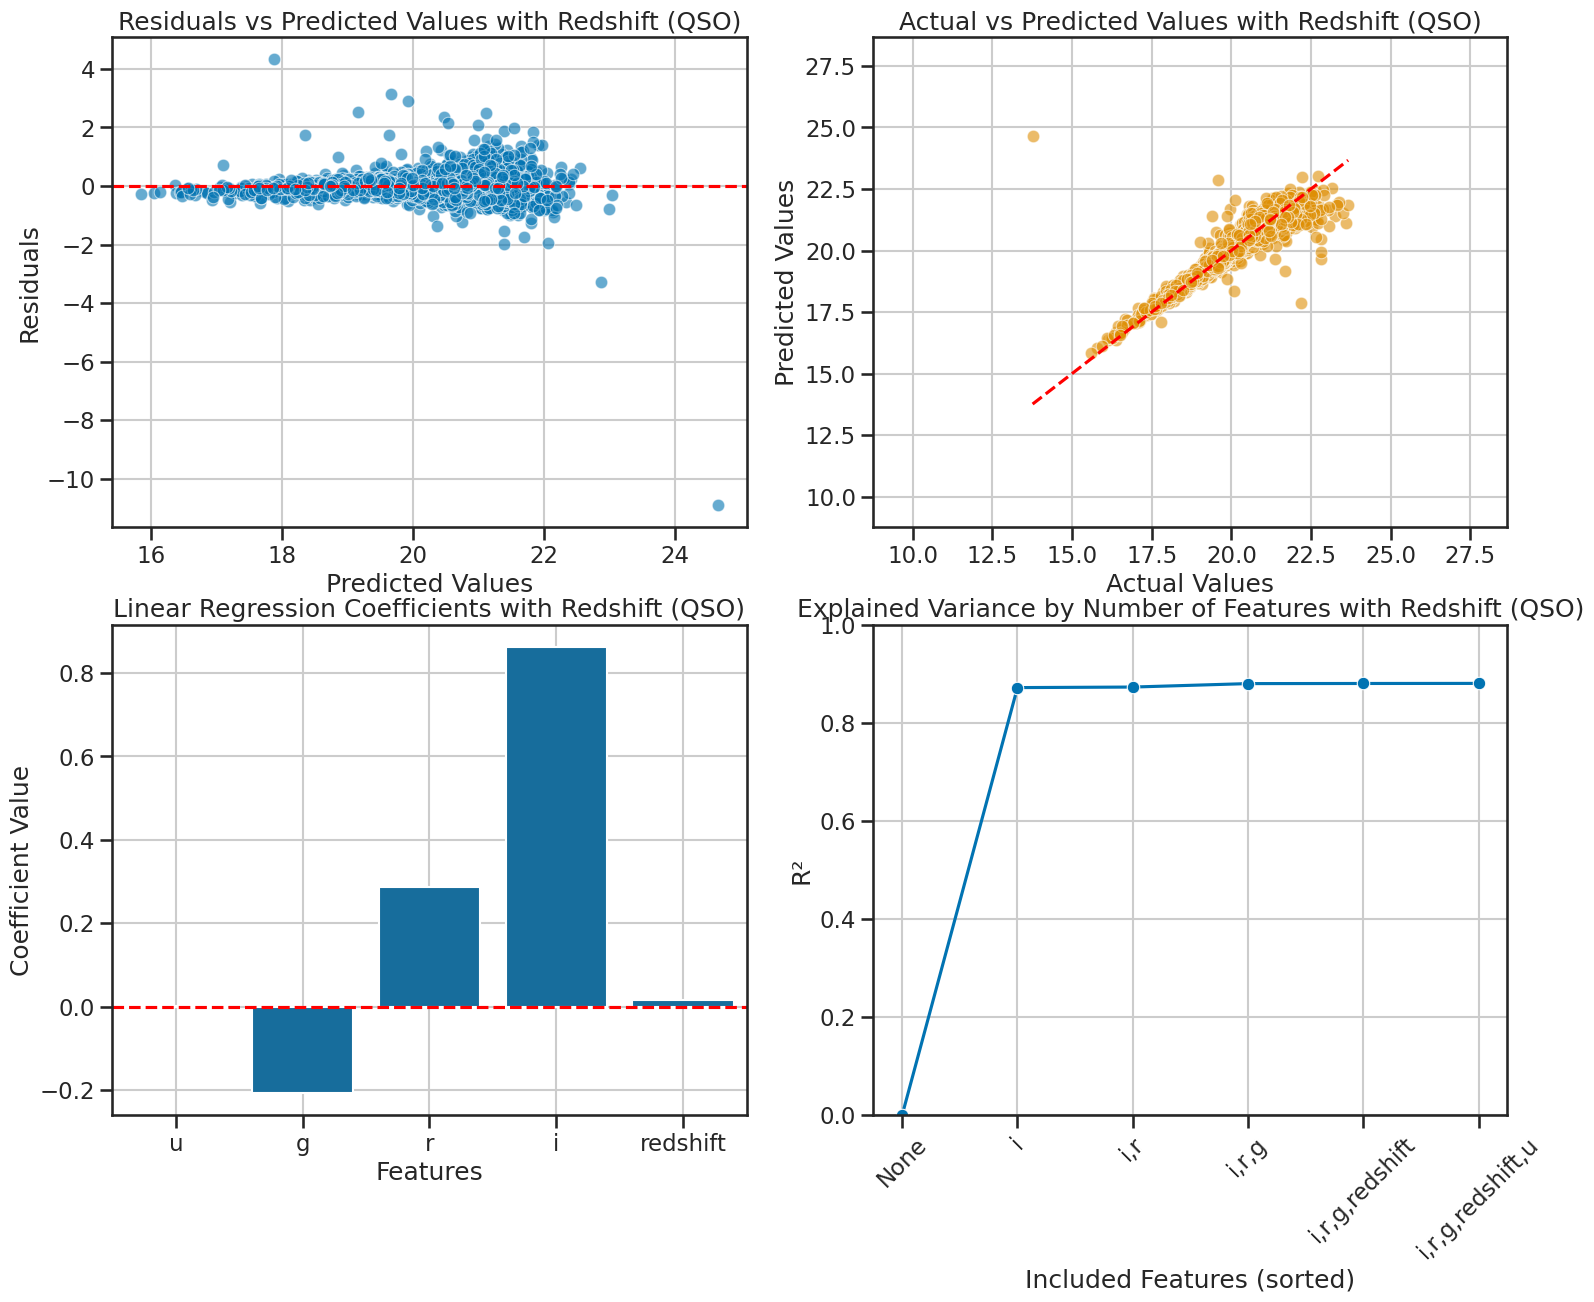 Residuals vs Predicted Values with Redshift (QSO)
4
2
0
−2
−4
−6
−8
−10
Residuals
16
18
20
22
24
Predicted Values
Actual vs Predicted Values with Redshift (QSO)
27.5
25.0
22.5
20.0
17.5
15.0
12.5
10.0
Predicted Values
10.0
12.5
15.0
17.5
20.0
22.5
25.0
27.5
Actual Values
Linear Regression Coefficients with Redshift (QSO)
0.8
0.6
0.4
0.2
0.0
−0.2
Coefficient Value
u
g
r
i
redshift
Features
Explained Variance by Number of Features with Redshift (QSO)
1.0
0.8
0.6
0.4
0.2
0.0
R²
None
i
i,r
i,r,g
i,r,g,redshift
i,r,g,redshift,u
Included Features (sorted)